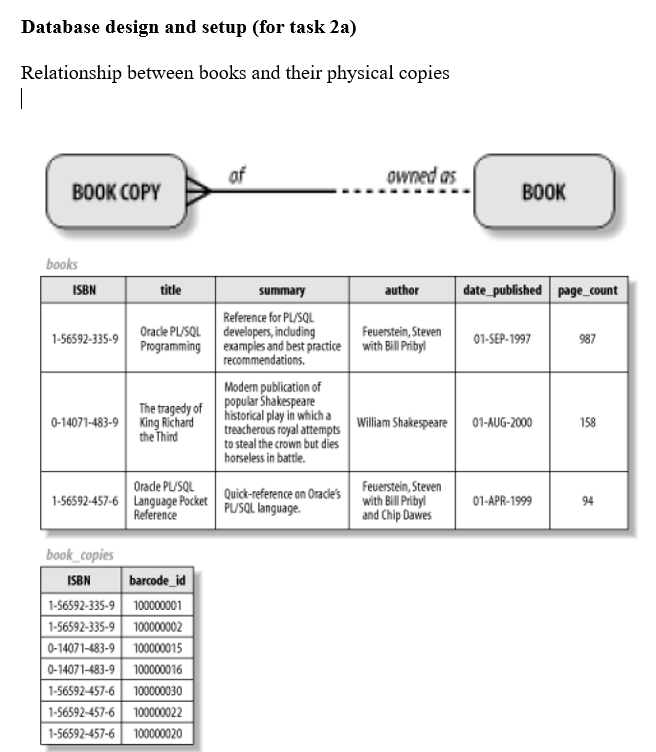 Database design and setup (for task 2a)
Relationship between books and their physical copies
BOOK COPY of owned as BOOK
books
ISBN title summary author date_published page_count
1-56592-335-9 Oracle PL/SQL Programming Reference for PL/SQL developers, including examples and best practice recommendations. Feuerstein, Steven with Bill Pribyl 01-SEP-1997 987
0-14071-483-9 The tragedy of King Richard the Third Modern publication of popular Shakespeare historical play in which a treacherous royal attempts to steal the crown but dies horseless in battle. William Shakespeare 01-AUG-2000 158
1-56592-457-6 Oracle PL/SQL Language Pocket Reference Quick-reference on Oracle's PL/SQL language. Feuerstein, Steven with Bill Pribyl and Chip Dawes 01-APR-1999 94
book_copies
ISBN barcode_id
1-56592-335-9 100000001
1-56592-335-9 100000002
0-14071-483-9 100000015
0-14071-483-9 100000016
1-56592-457-6 100000030
1-56592-457-6 100000022
1-56592-457-6 100000020